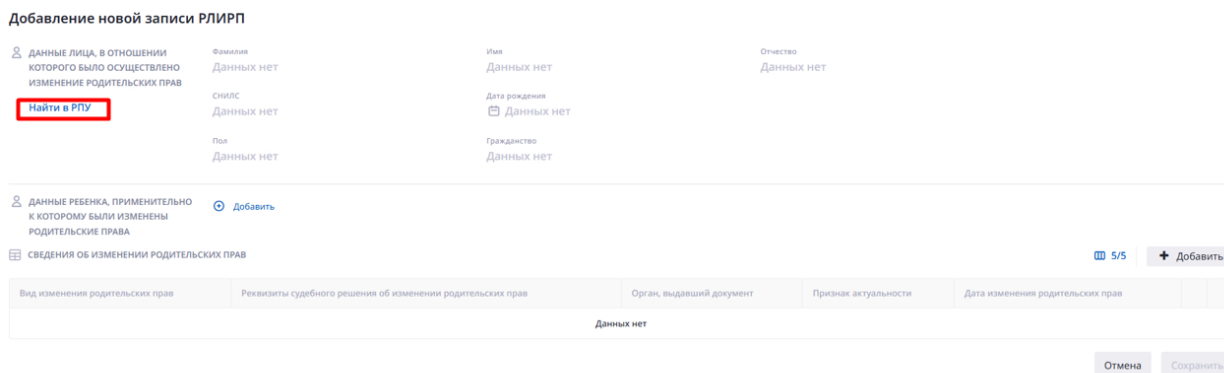 Добавление новой записи РЛИРП
ДАННЫЕ ЛИЦА, В ОТНОШЕНИИ
КОТОРОГО БЫЛО ОСУЩЕСТВЛЕНО
ИЗМЕНЕНИЕ РОДИТЕЛЬСКИХ ПРАВ
Найти в РПУ
Фамилия
Данных нет
Имя
Данных нет
Отчество
Данных нет
СНИЛС
Данных нет
Дата рождения
Данных нет
Пол
Данных нет
Гражданство
Данных нет
ДАННЫЕ РЕБЕНКА, ПРИМЕНИТЕЛЬНО
К КОТОРОМУ БЫЛИ ИЗМЕНЕНЫ
РОДИТЕЛЬСКИЕ ПРАВА
Добавить
СВЕДЕНИЯ ОБ ИЗМЕНЕНИИ РОДИТЕЛЬСКИХ ПРАВ
5/5
Добавить
Вид изменения родительских прав
Реквизиты судебного решения об изменении родительских прав
Орган, выдавший документ
Признак актуальности
Дата изменения родительских прав
Данных нет
Отмена
Сохранить